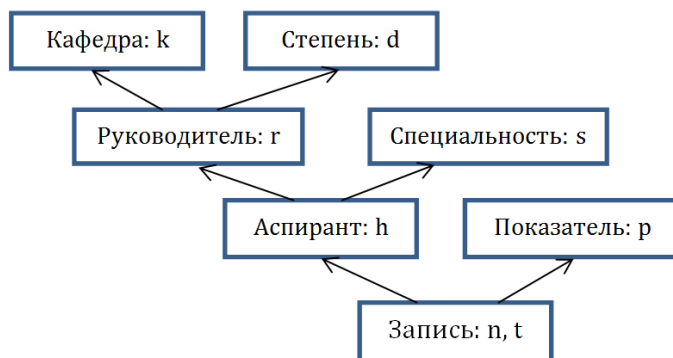 Кафедра: k
Степень: d
Руководитель: r
Специальность: s
Аспирант: h
Показатель: p
Запись: n, t